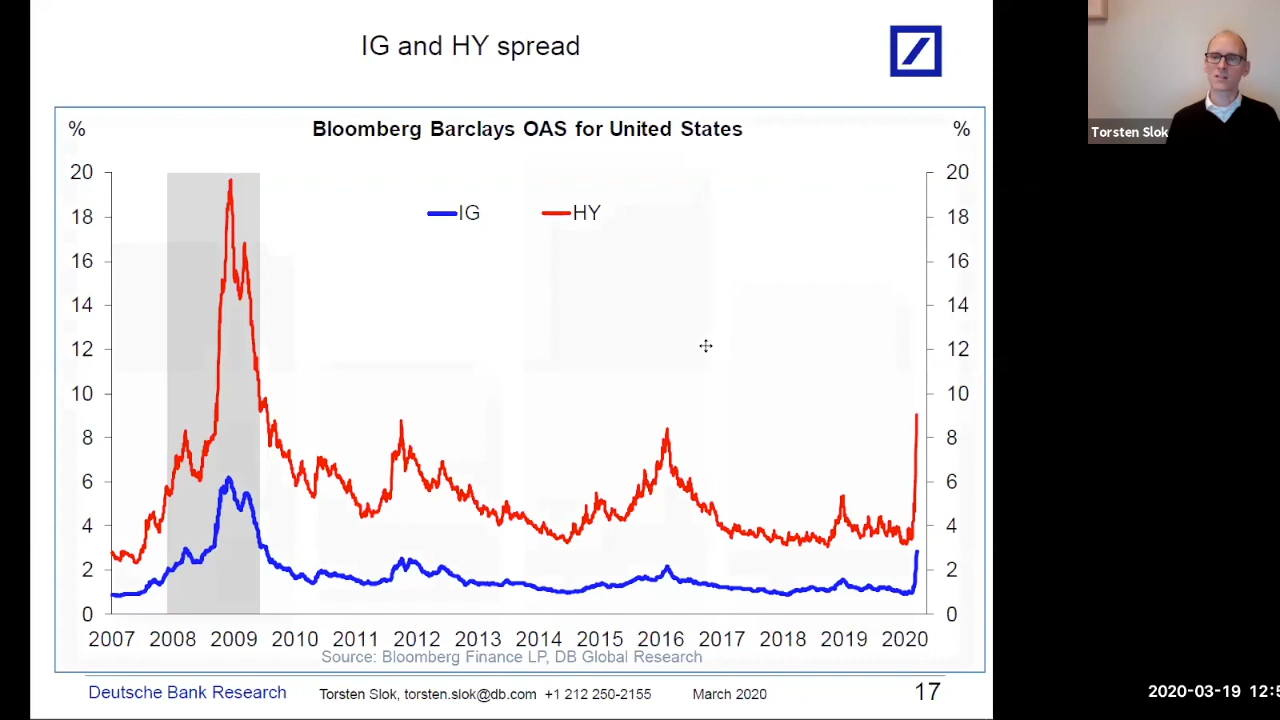 IG and HY spread
Torsten Slok
% Bloomberg Barclays OAS for United States %
20 20
IG HY
18 18
16 16
14 14
12 12
10 10
8 8
6 6
4 4
2 2
0 0
2007 2008 2009 2010 2011 2012 2013 2014 2015 2016 2017 2018 2019 2020
Source: Bloomberg Finance LP, DB Global Research
Deutsche Bank Research Torsten Slok, torsten.slok@db.com +1 212 250-2155 March 2020 17
2020-03-19 12:5